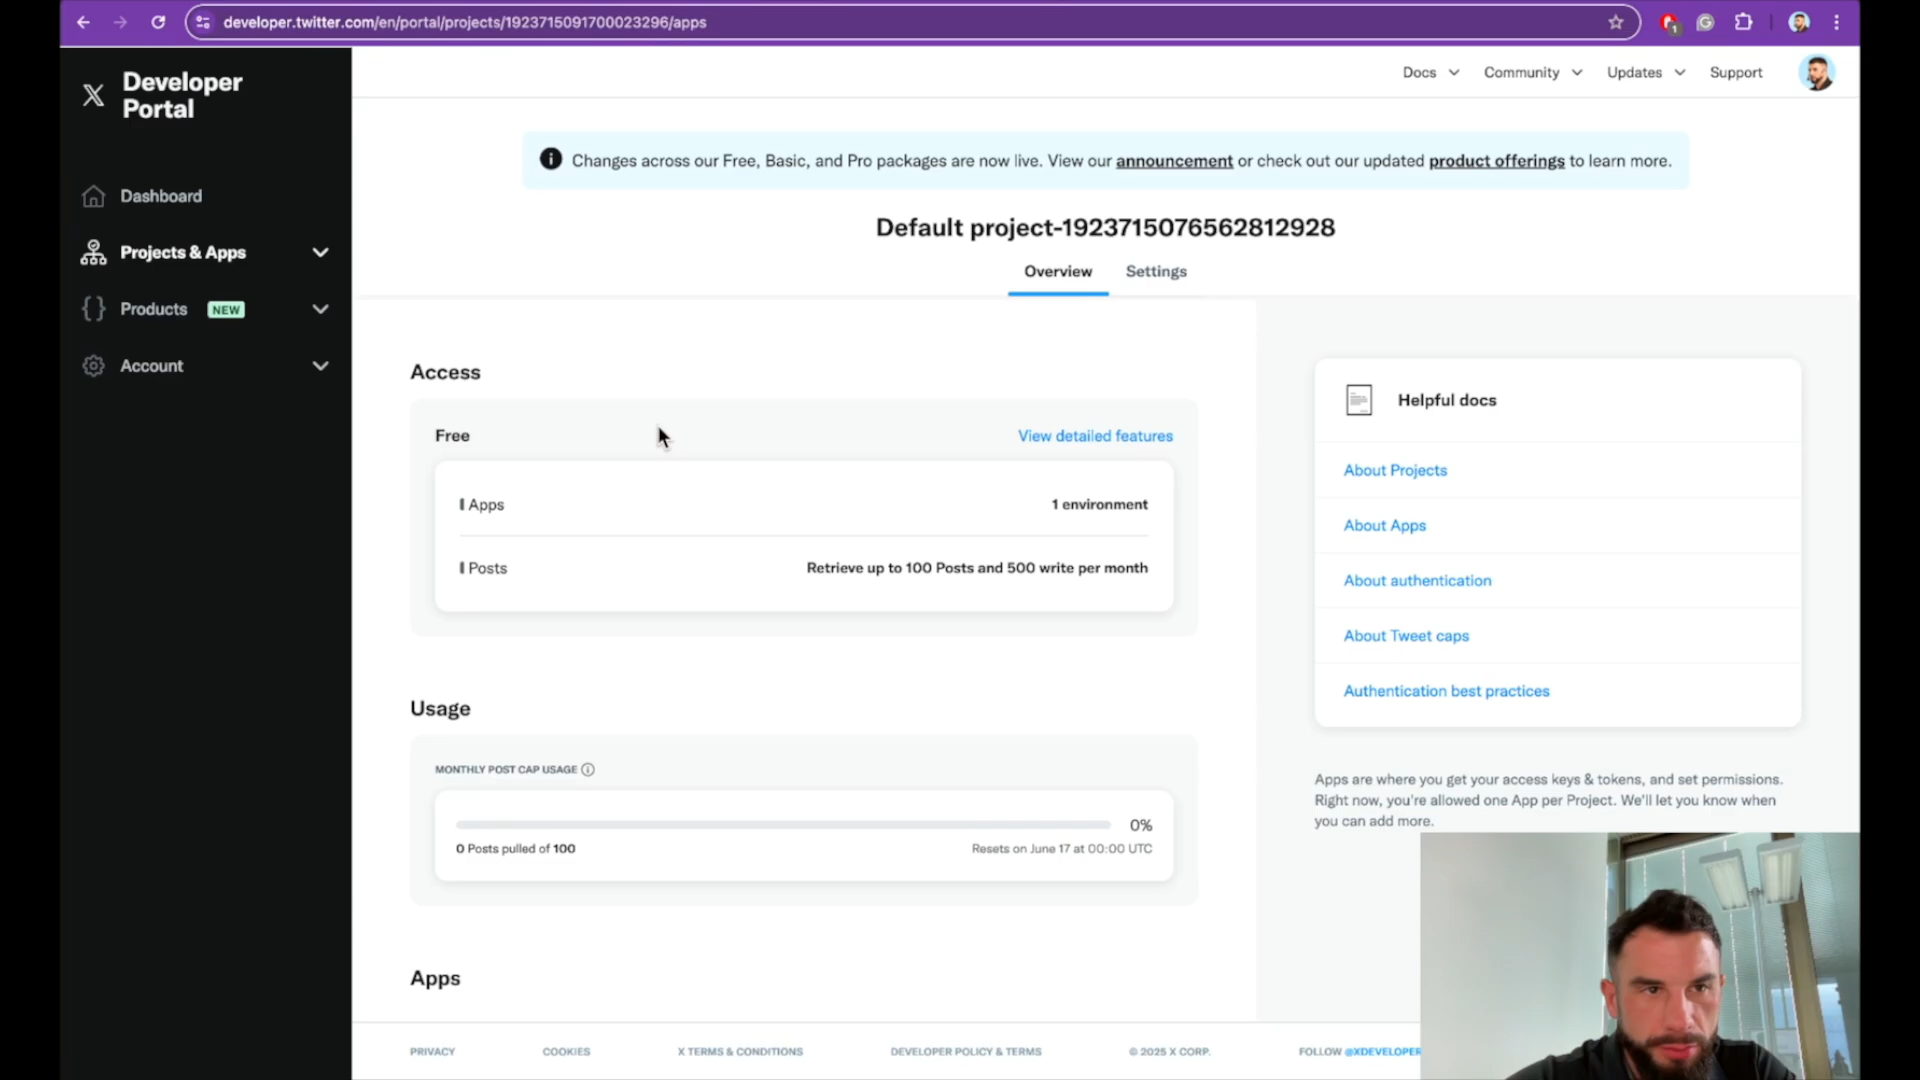 developer.twitter.com/en/portal/projects/1923715091700023296/apps
1
X Developer
Portal
Docs Community Updates Support
Dashboard
Projects & Apps
Products NEW
Account
Changes across our Free, Basic, and Pro packages are now live. View our announcement or check out our updated product offerings to learn more.
Default project-1923715076562812928
Overview Settings
Access
Free View detailed features
Apps 1 environment
Posts Retrieve up to 100 Posts and 500 write per month
Usage
MONTHLY POST CAP USAGE
0%
0 Posts pulled of 100 Resets on June 17 at 00:00 UTC
Apps
Helpful docs
About Projects
About Apps
About authentication
About Tweet caps
Authentication best practices
Apps are where you get your access keys & tokens, and set permissions.
Right now, you're allowed one App per Project. We'll let you know when
you can add more.
PRIVACY COOKIES X TERMS & CONDITIONS DEVELOPER POLICY & TERMS © 2025 X CORP. FOLLOW @XDEVELOPER